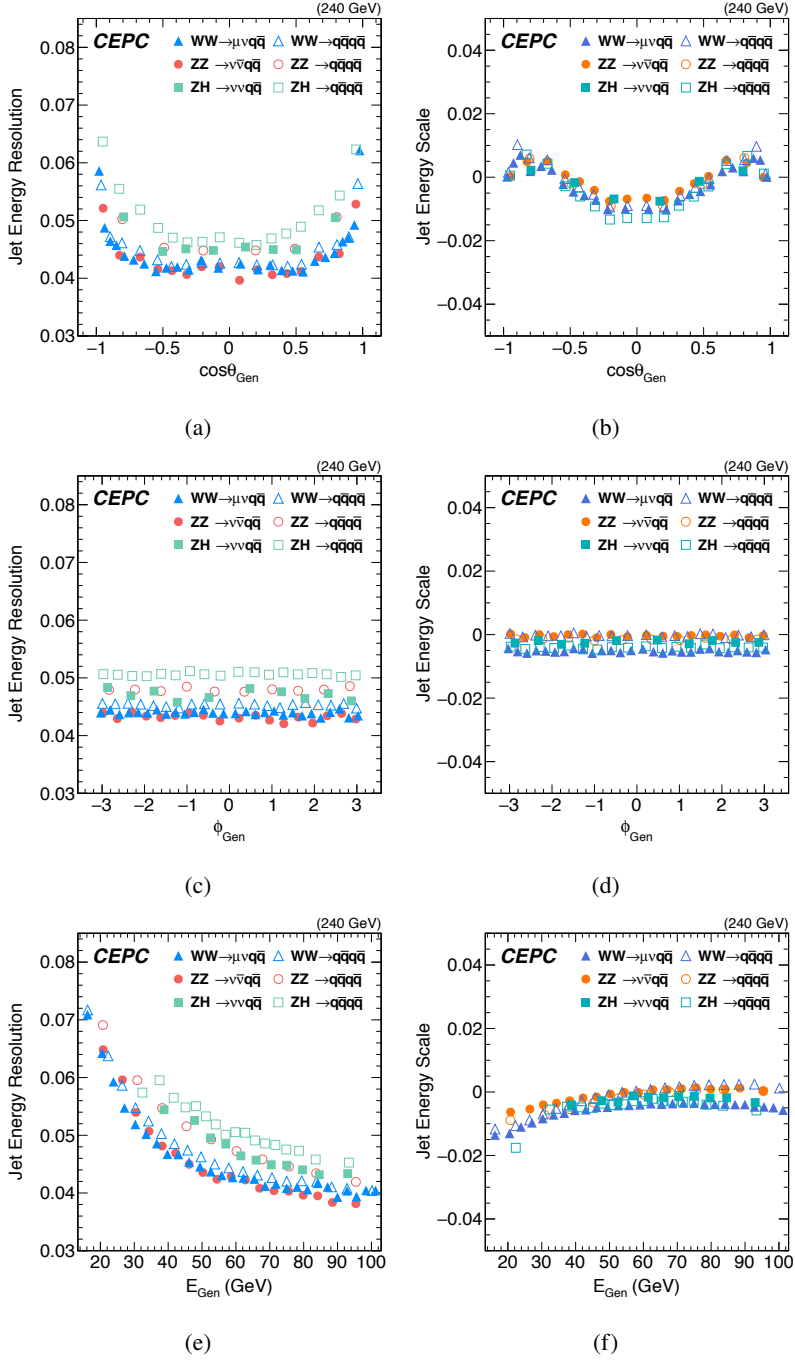 (240 GeV)
CEPC
WW→μνqq̅
WW→qq̅qq̅
ZZ→νν̅qq̅
ZZ→qq̅qq̅
ZH→ννqq̅
ZH→qq̅qq̅
Jet Energy Resolution
0.08
0.07
0.06
0.05
0.04
0.03
−1
−0.5
0
0.5
1
cosθGen
(a)
(240 GeV)
CEPC
WW→μνqq̅
WW→qq̅qq̅
ZZ→νν̅qq̅
ZZ→qq̅qq̅
ZH→ννqq̅
ZH→qq̅qq̅
Jet Energy Scale
0.04
0.02
0
−0.02
−0.04
−1
−0.5
0
0.5
1
cosθGen
(b)
(240 GeV)
CEPC
WW→μνqq̅
WW→qq̅qq̅
ZZ→νν̅qq̅
ZZ→qq̅qq̅
ZH→ννqq̅
ZH→qq̅qq̅
Jet Energy Resolution
0.08
0.07
0.06
0.05
0.04
0.03
−3
−2
−1
0
1
2
3
ϕGen
(c)
(240 GeV)
CEPC
WW→μνqq̅
WW→qq̅qq̅
ZZ→νν̅qq̅
ZZ→qq̅qq̅
ZH→ννqq̅
ZH→qq̅qq̅
Jet Energy Scale
0.04
0.02
0
−0.02
−0.04
−3
−2
−1
0
1
2
3
ϕGen
(d)
(240 GeV)
CEPC
WW→μνqq̅
WW→qq̅qq̅
ZZ→νν̅qq̅
ZZ→qq̅qq̅
ZH→ννqq̅
ZH→qq̅qq̅
Jet Energy Resolution
0.08
0.07
0.06
0.05
0.04
0.03
20
30
40
50
60
70
80
90
100
EGen (GeV)
(e)
(240 GeV)
CEPC
WW→μνqq̅
WW→qq̅qq̅
ZZ→νν̅qq̅
ZZ→qq̅qq̅
ZH→ννqq̅
ZH→qq̅qq̅
Jet Energy Scale
0.04
0.02
0
−0.02
−0.04
20
30
40
50
60
70
80
90
100
EGen (GeV)
(f)